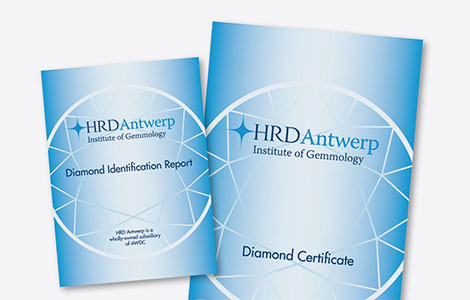 HRDAntwerp
Institute of Gemmology
Diamond Identification Report
HRD Antwerp is a
wholly-owned subsidiary
of AWDC
HRDAntwerp
Institute of Gemmology
Diamond Certificate